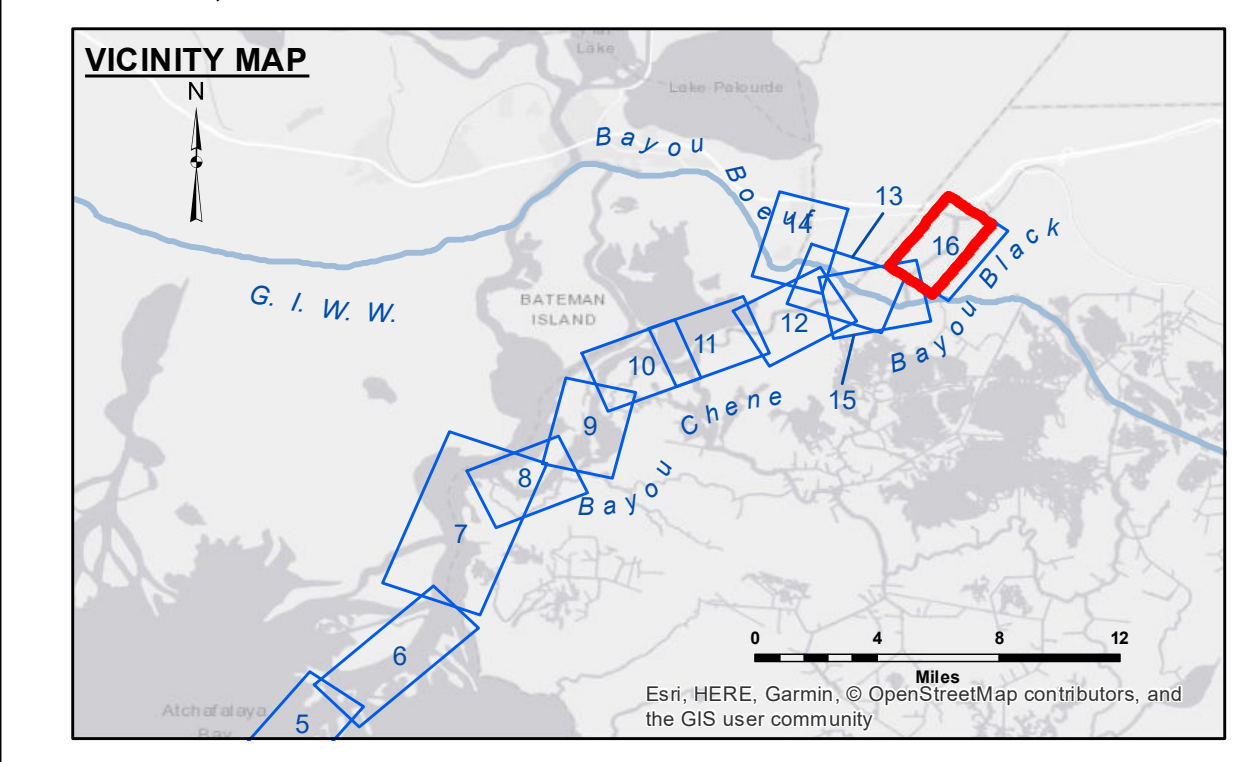 VICINITY MAP
N
Lake
Lake Palourde
Bayou
Boeuf
13
14
16
Bayou Black
G. I. W. W.
BATEMAN
ISLAND
12
11
10
15
Chene
9
8
Bayou
7
0 4 8 12
Miles
6
Esri, HERE, Garmin, © OpenStreetMap contributors, and
the GIS user community
Atchafalaya
Bay
5